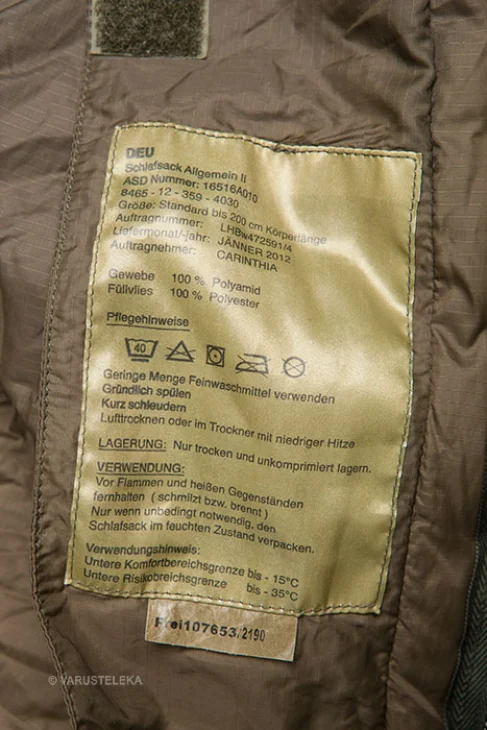 DEU
Schlafsack Allgemein II
ASD Nummer: 16516A010
8465 - 12 - 359 - 4030
Größe: Standard bis 200 cm Körperlänge
Auftragnummer: LHBw472591/4
Liefermonat/-jahr: JÄNNER 2012
Auftragnehmer: CARINTHIA
Gewebe 100 % Polyamid
Füllvlies 100 % Polyester
Pflegehinweise
40
Geringe Menge Feinwaschmittel verwenden
Gründlich spülen
Kurz schleudern
Lufttrocknen oder im Trockner mit niedriger Hitze
LAGERUNG: Nur trocken und unkomprimiert lagern.
VERWENDUNG:
Vor Flammen und heißen Gegenständen
fernhalten ( schmilzt bzw. brennt )
Nur wenn unbedingt notwendig, den
Schlafsack im feuchten Zustand verpacken.
Verwendungshinweis:
Untere Komfortbereichsgrenze bis - 15°C
Untere Risikobreichsgrenze bis - 35°C
Frei107653/2190
© VARUSTELEKA